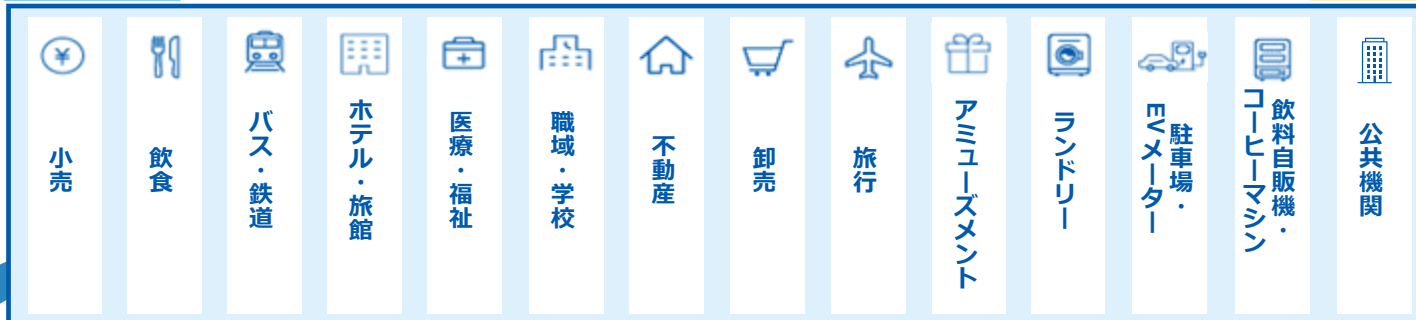 ¥
小売
飲食
バス・鉄道
ホテル・旅館
医療・福祉
職域・学校
不動産
卸売
旅行
アミューズメント
ランドリー
駐車場・
EVメーター
飲料自販機・
コーヒーマシン
公共機関